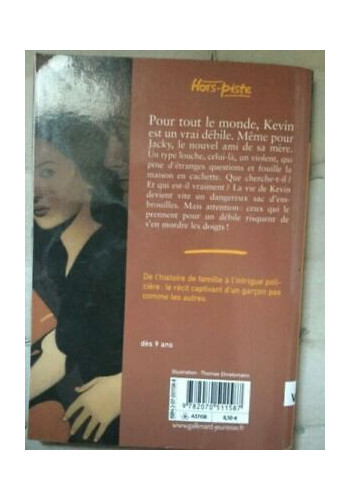 Hors-piste
Pour tout le monde, Kevin
est un vrai débile. Même pour
Jacky, le nouvel ami de sa mère.
Un type louche, celui-là, un violent, qui
pose d'étranges questions et fouille la
maison en cachette. Que cherche-t-il ?
Et qui est-il vraiment ? La vie de Kevin
devient vite un dangereux sac d'em-
brouilles. Mais attention : ceux qui le
prennent pour un débile risquent de
s'en mordre les doigts !
De l'histoire de famille à l'intrigue poli-
cière : le récit captivant d'un garçon pas
comme les autres.
dès 9 ans
Illustration : Thomas Ehretsmann
9 782070 511587
8,50 €
www.gallimard-jeunesse.fr